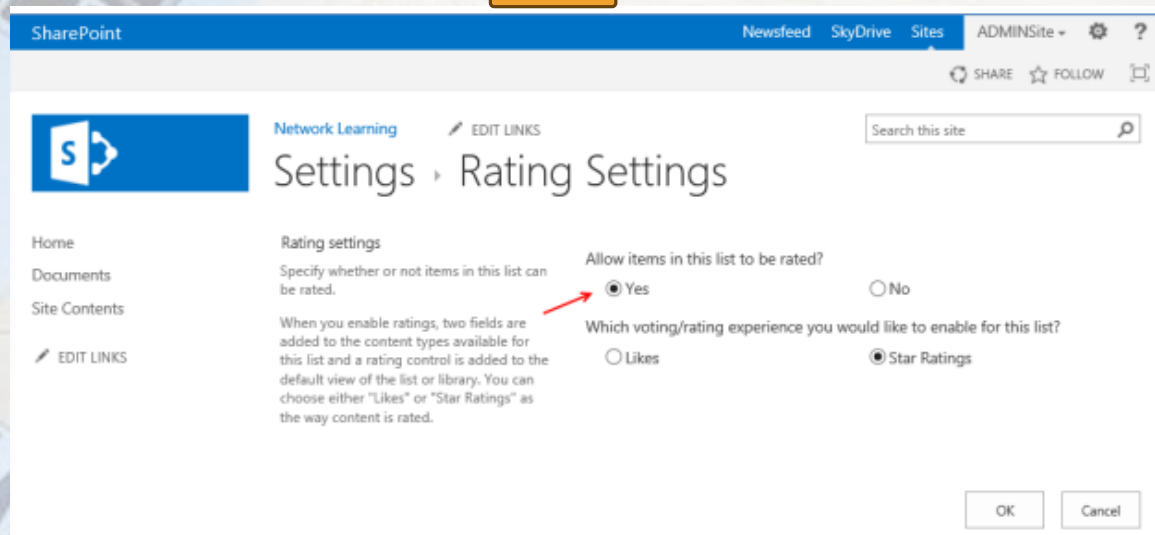 SharePoint
Newsfeed SkyDrive Sites ADMINSite ?
SHARE FOLLOW
S
Network Learning EDIT LINKS
Search this site
Settings Rating Settings
Home
Documents
Site Contents
EDIT LINKS
Rating settings
Specify whether or not items in this list can
be rated.
When you enable ratings, two fields are
added to the content types available for
this list and a rating control is added to the
default view of the list or library. You can
choose either "Likes" or "Star Ratings" as
the way content is rated.
Allow items in this list to be rated?
Yes No
Which voting/rating experience you would like to enable for this list?
Likes Star Ratings
OK Cancel